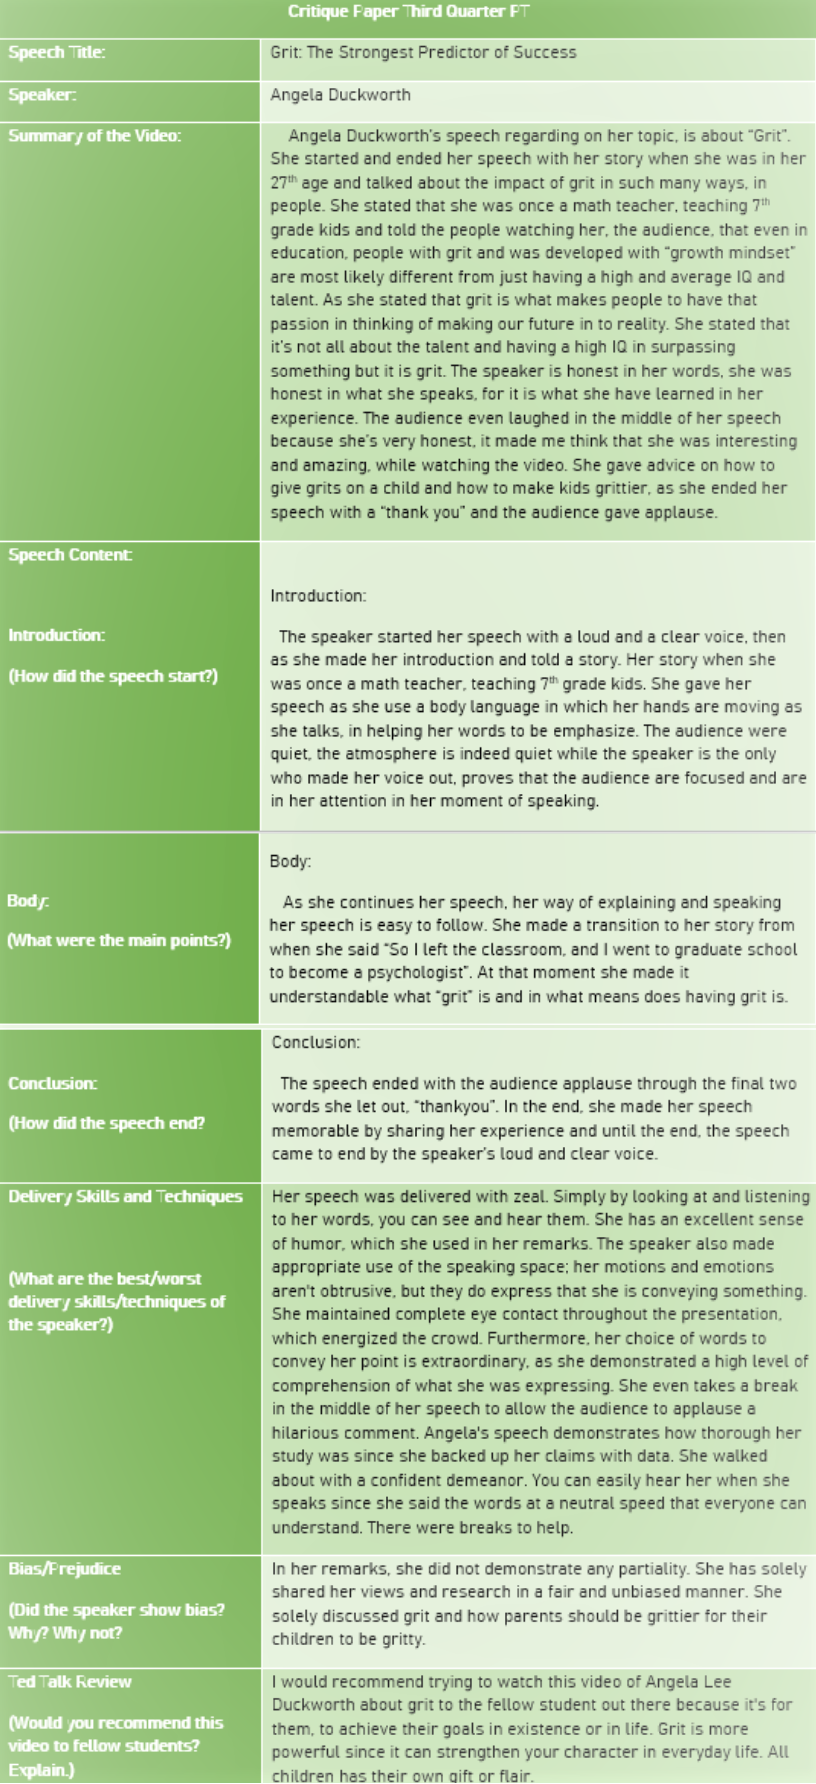 Critique Paper Third Quarter PT
Speech Title:
Grit: The Strongest Predictor of Success
Speaker:
Angela Duckworth
Summary of the Video:
Angela Duckworth's speech regarding on her topic, is about "Grit".
She started and ended her speech with her story when she was in her
27th age and talked about the impact of grit in such many ways, in
people. She stated that she was once a math teacher, teaching 7th
grade kids and told the people watching her, the audience, that even in
education, people with grit and was developed with "growth mindset"
are most likely different from just having a high and average IQ and
talent. As she stated that grit is what makes people to have that
passion in thinking of making our future in to reality. She stated that
it's not all about the talent and having a high IQ in surpassing
something but it is grit. The speaker is honest in her words, she was
honest in what she speaks, for it is what she have learned in her
experience. The audience even laughed in the middle of her speech
because she's very honest, it made me think that she was interesting
and amazing, while watching the video. She gave advice on how to
give grits on a child and how to make kids grittier, as she ended her
speech with a "thank you" and the audience gave applause.
Speech Content:
Introduction:
(How did the speech start?)
Introduction:
The speaker started her speech with a loud and a clear voice, then
as she made her introduction and told a story. Her story when she
was once a math teacher, teaching 7th grade kids. She gave her
speech as she use a body language in which her hands are moving as
she talks, in helping her words to be emphasize. The audience were
quiet, the atmosphere is indeed quiet while the speaker is the only
who made her voice out, proves that the audience are focused and are
in her attention in her moment of speaking.
Body:
(What were the main points?)
Body:
As she continues her speech, her way of explaining and speaking
her speech is easy to follow. She made a transition to her story from
when she said "So I left the classroom, and I went to graduate school
to become a psychologist". At that moment she made it
understandable what "grit" is and in what means does having grit is.
Conclusion:
(How did the speech end?
Conclusion:
The speech ended with the audience applause through the final two
words she let out, "thankyou". In the end, she made her speech
memorable by sharing her experience and until the end, the speech
came to end by the speaker's loud and clear voice.
Delivery Skills and Techniques
(What are the best/worst
delivery skills/techniques of
the speaker?)
Her speech was delivered with zeal. Simply by looking at and listening
to her words, you can see and hear them. She has an excellent sense
of humor, which she used in her remarks. The speaker also made
appropriate use of the speaking space; her motions and emotions
aren't obtrusive, but they do express that she is conveying something.
She maintained complete eye contact throughout the presentation,
which energized the crowd. Furthermore, her choice of words to
convey her point is extraordinary, as she demonstrated a high level of
comprehension of what she was expressing. She even takes a break
in the middle of her speech to allow the audience to applause a
hilarious comment. Angela's speech demonstrates how thorough her
study was since she backed up her claims with data. She walked
about with a confident demeanor. You can easily hear her when she
speaks since she said the words at a neutral speed that everyone can
understand. There were breaks to help.
Bias/Prejudice
(Did the speaker show bias?
Why? Why not?
In her remarks, she did not demonstrate any partiality. She has solely
shared her views and research in a fair and unbiased manner. She
solely discussed grit and how parents should be grittier for their
children to be gritty.
Ted Talk Review
(Would you recommend this
video to fellow students?
Explain.)
I would recommend trying to watch this video of Angela Lee
Duckworth about grit to the fellow student out there because it's for
them, to achieve their goals in existence or in life. Grit is more
powerful since it can strengthen your character in everyday life. All
children has their own gift or flair.